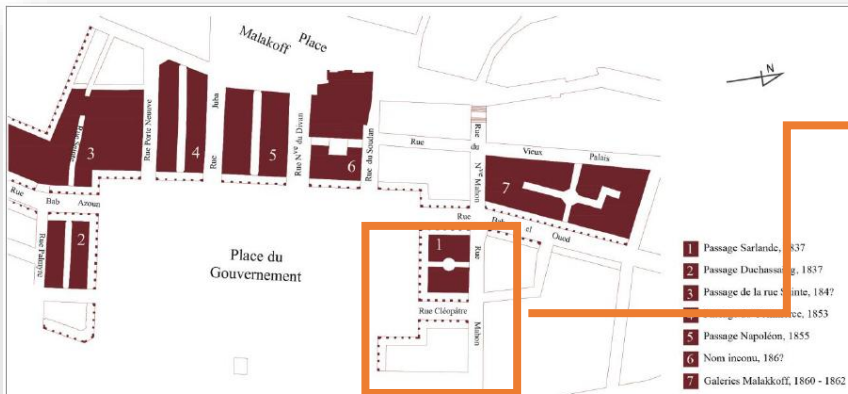 Malakoff Place
N
Rue Porte Neuve
Juba
Rue
Rue Nve du Divan
Rue du Soudan
Rue
Vieux
Palais
Rue du
Nve Mahon
3
4
5
6
7
Rue
Bab
Azoun
Rue
Bab el
Oued
Rue Palmyre
2
Place du
Gouvernement
1
Rue
Mahon
Rue Cléopâtre
1 Passage Sarlande, 1837
2 Passage Duchassaing, 1837
3 Passage de la rue Sainte, 184?
1853
5 Passage Napoléon, 1855
6 Nom inconu, 186?
7 Galeries Malakkoff, 1860 - 1862